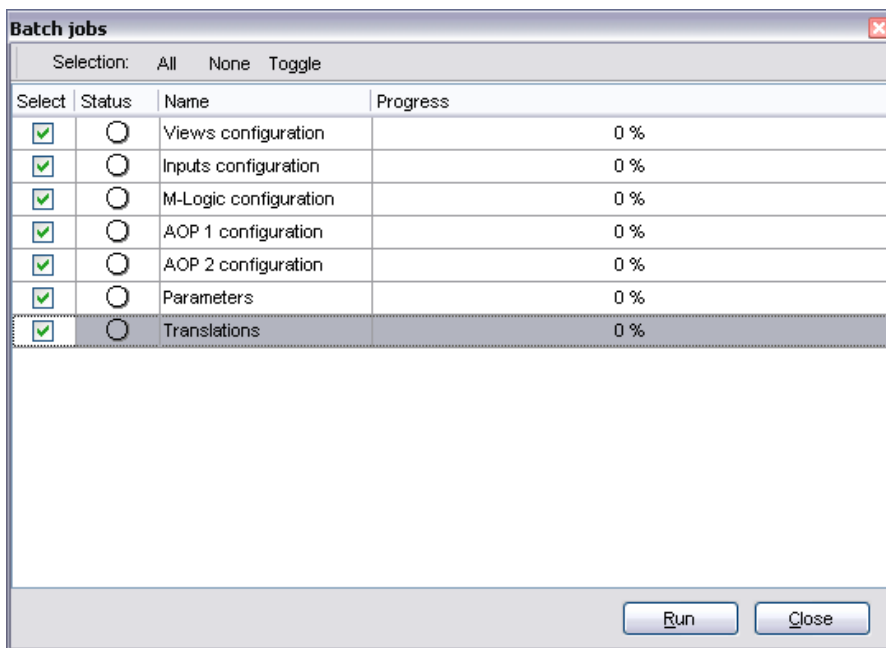 Batch jobs
Selection: All None Toggle
Select Status Name Progress
Views configuration 0 %
Inputs configuration 0 %
M-Logic configuration 0 %
AOP 1 configuration 0 %
AOP 2 configuration 0 %
Parameters 0 %
Translations 0 %
Run Close